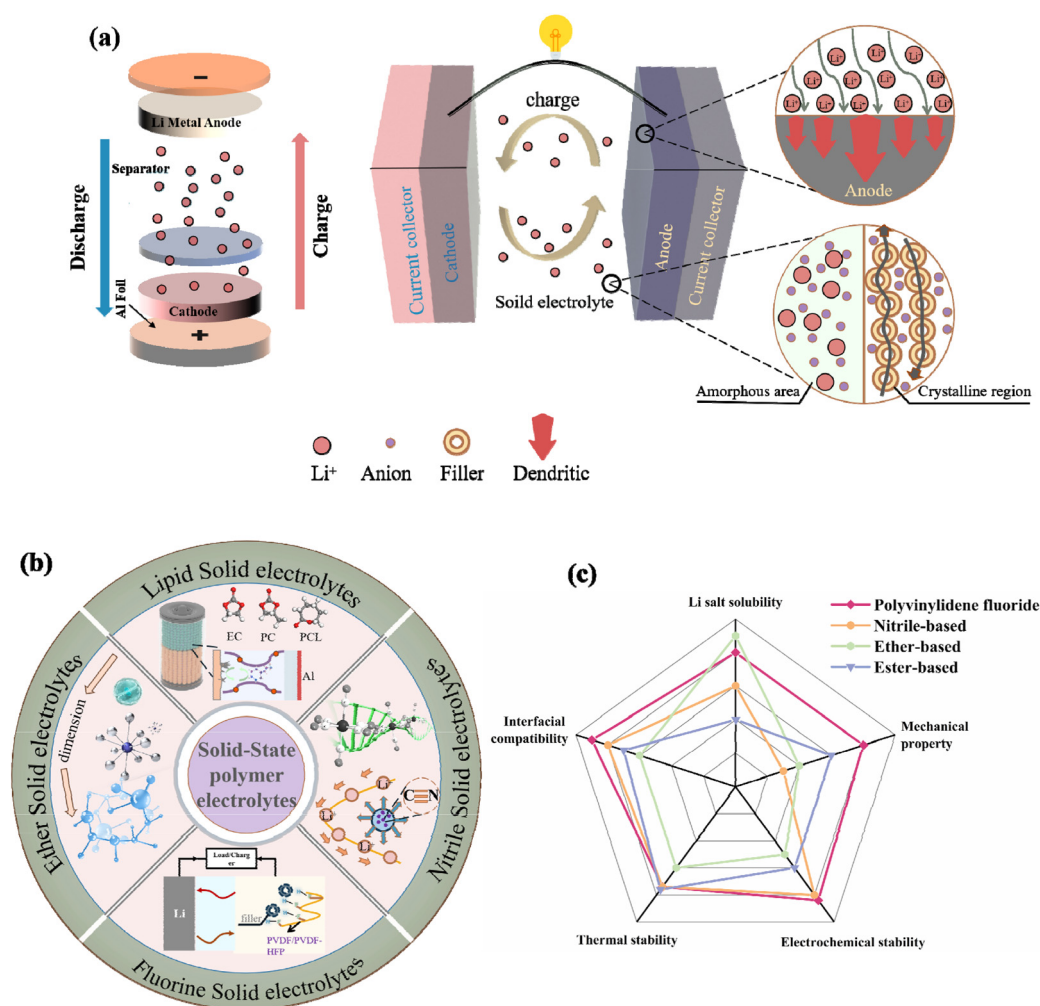 (a)
−
Li Metal Anode
Separator
Discharge
Charge
Al Foil
Cathode
+
charge
Current collector
Cathode
Soild electrolyte
Anode
Current collector
Li⁺ Li⁺ Li⁺
Li⁺ Li⁺ Li⁺ Li⁺
Li⁺ Li⁺ Li⁺ Li⁺ Li⁺ Li⁺
Anode
Amorphous area
Crystalline region
Li⁺
Anion
Filler
Dendritic
(b)
Lipid Solid electrolytes
EC
PC
PCL
Al
Ether Solid electrolytes
dimension
Solid-State
polymer
electrolytes
Nitrile Solid electrolytes
C≡N
Li
Li
Li
Load/Charg
er
Li
filler
PVDF/PVDF-
HFP
Fluorine Solid electrolytes
(c)
Li salt solubility
Polyvinylidene fluoride
Nitrile-based
Ether-based
Ester-based
Interfacial
compatibility
Mechanical
property
Thermal stability
Electrochemical stability